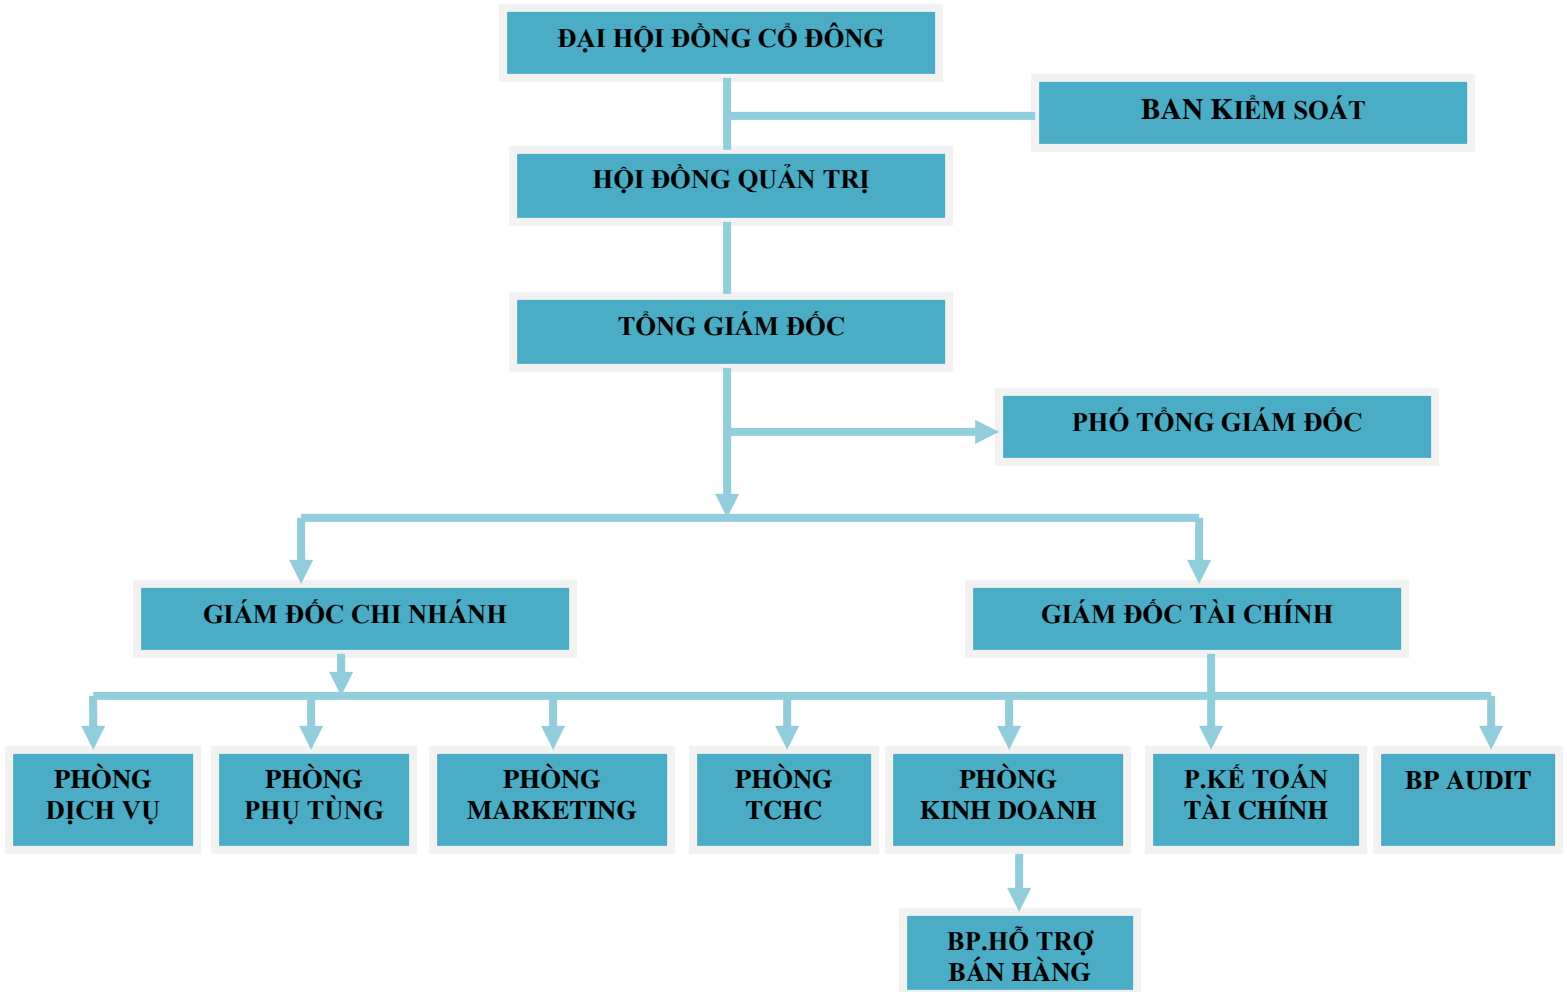 ĐẠI HỘI ĐỒNG CỔ ĐÔNG
BAN KIỂM SOÁT
HỘI ĐỒNG QUẢN TRỊ
TỔNG GIÁM ĐỐC
PHÓ TỔNG GIÁM ĐỐC
GIÁM ĐỐC CHI NHÁNH
GIÁM ĐỐC TÀI CHÍNH
PHÒNG
DỊCH VỤ
PHÒNG
PHỤ TÙNG
PHÒNG
MARKETING
PHÒNG
TCHC
PHÒNG
KINH DOANH
P.KẾ TOÁN
TÀI CHÍNH
BP AUDIT
BP.HỖ TRỢ
BÁN HÀNG